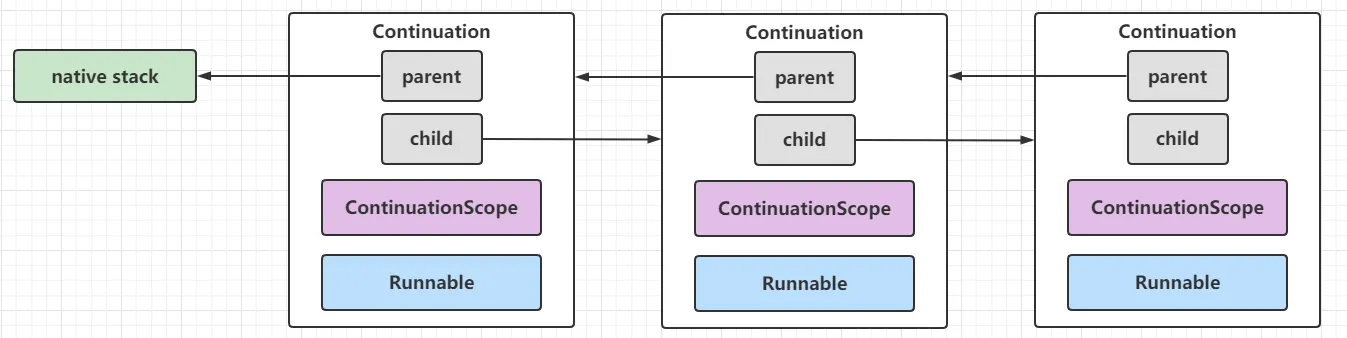 native stack
Continuation
parent
child
ContinuationScope
Runnable
Continuation
parent
child
ContinuationScope
Runnable
Continuation
parent
child
ContinuationScope
Runnable